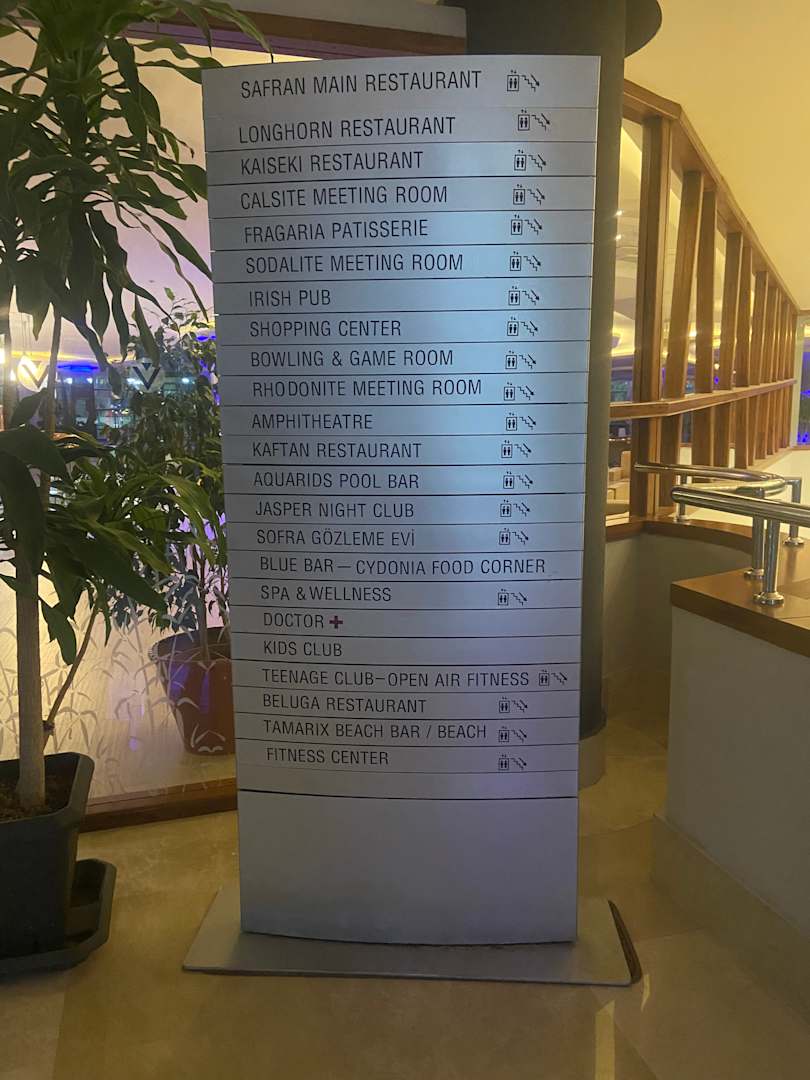 SAFRAN MAIN RESTAURANT
LONGHORN RESTAURANT
KAISEKI RESTAURANT
CALSITE MEETING ROOM
FRAGARIA PATISSERIE
SODALITE MEETING ROOM
IRISH PUB
SHOPPING CENTER
BOWLING & GAME ROOM
RHODONITE MEETING ROOM
AMPHITHEATRE
KAFTAN RESTAURANT
AQUARIDS POOL BAR
JASPER NIGHT CLUB
SOFRA GÖZLEME EVİ
BLUE BAR – CYDONIA FOOD CORNER
SPA & WELLNESS
DOCTOR
KIDS CLUB
TEENAGE CLUB–OPEN AIR FITNESS
BELUGA RESTAURANT
TAMARIX BEACH BAR / BEACH
FITNESS CENTER